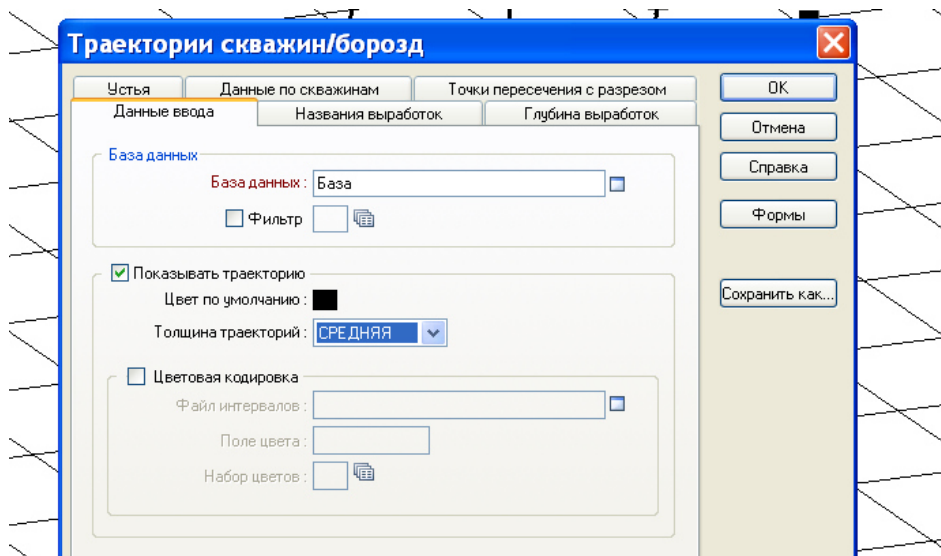 Траектории скважин/борозд
Устья Данные по скважинам Точки пересечения с разрезом
Данные ввода Названия выработок Глубина выработок
OK
Отмена
Справка
Формы
Сохранить как...
База данных
База данных : База
Фильтр
Показывать траекторию
Цвет по умолчанию :
Толщина траекторий : СРЕДНЯЯ
Цветовая кодировка
Файл интервалов :
Поле цвета :
Набор цветов :